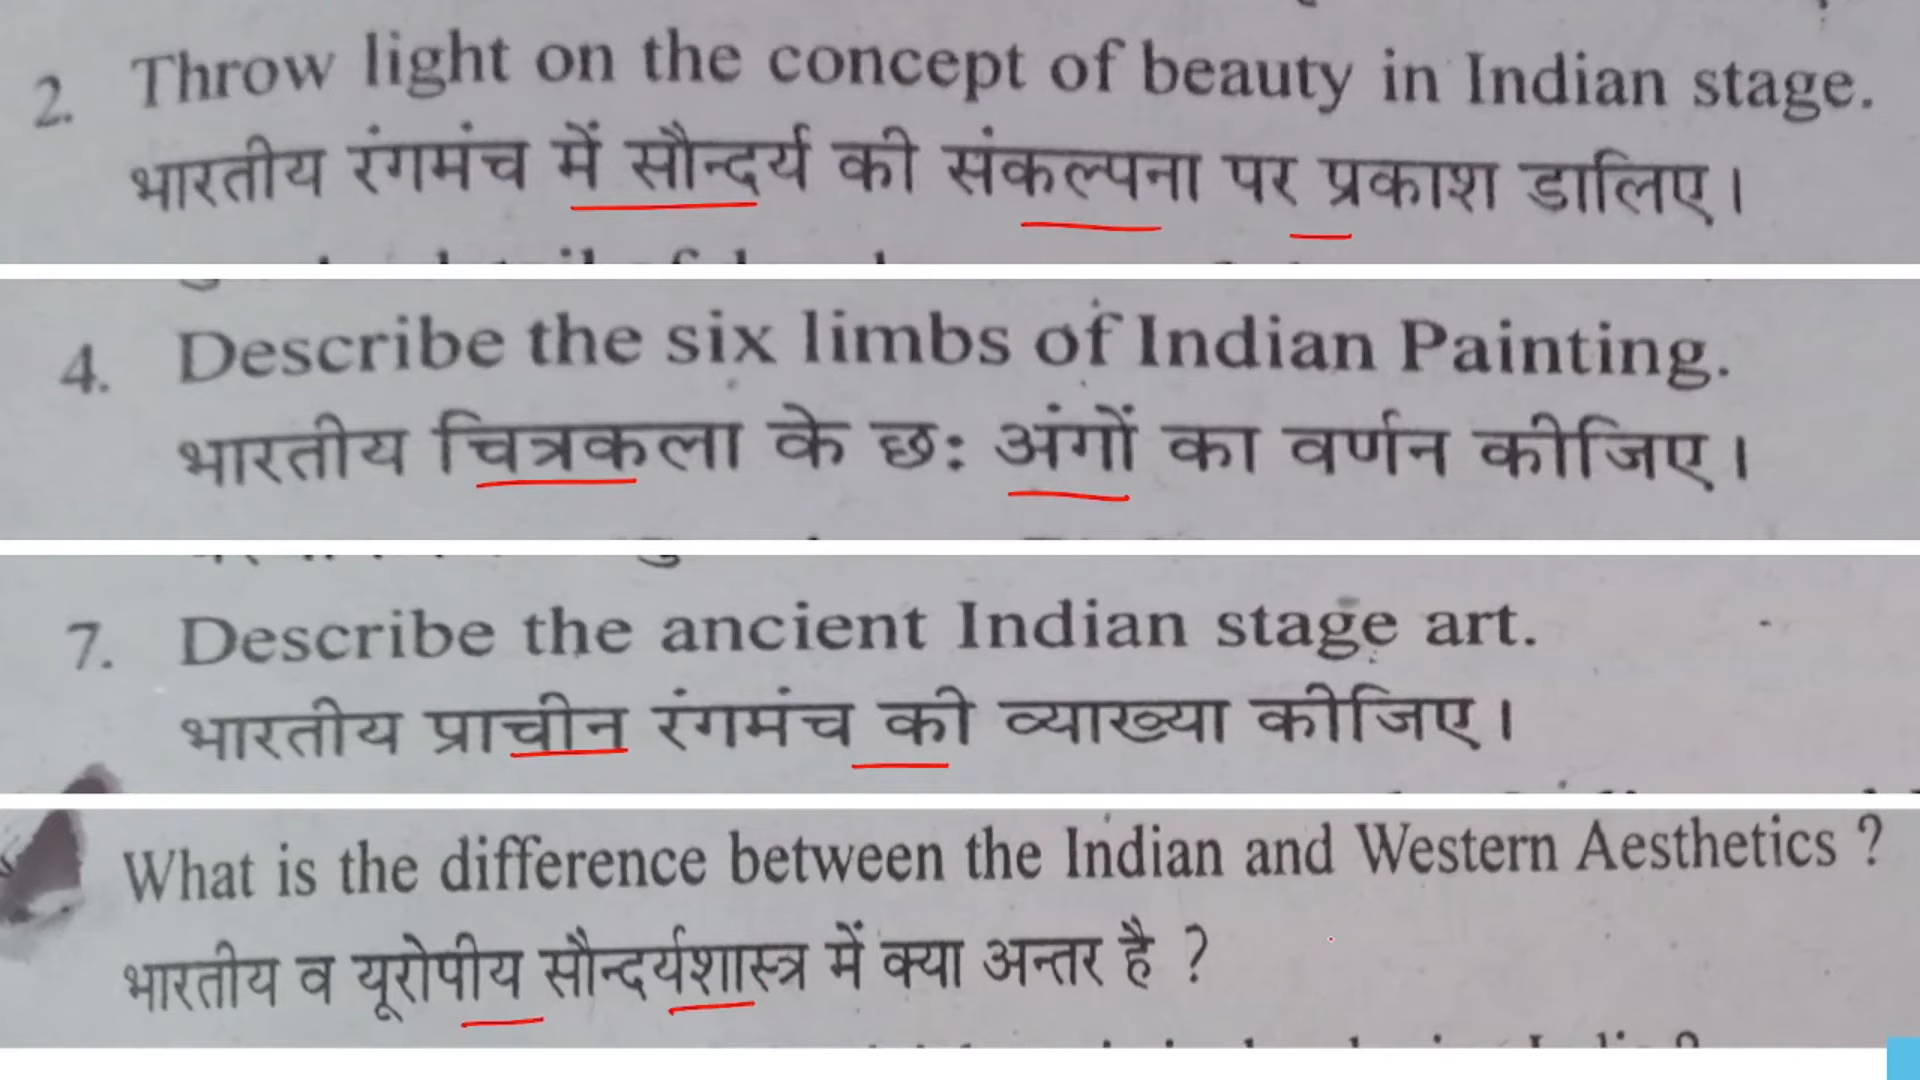 2. Throw light on the concept of beauty in Indian stage.
भारतीय रंगमंच में सौन्दर्य की संकल्पना पर प्रकाश डालिए।
4. Describe the six limbs of Indian Painting.
भारतीय चित्रकला के छः अंगों का वर्णन कीजिए।
7. Describe the ancient Indian stage art.
भारतीय प्राचीन रंगमंच की व्याख्या कीजिए।
What is the difference between the Indian and Western Aesthetics ?
भारतीय व यूरोपीय सौन्दर्यशास्त्र में क्या अन्तर है ?